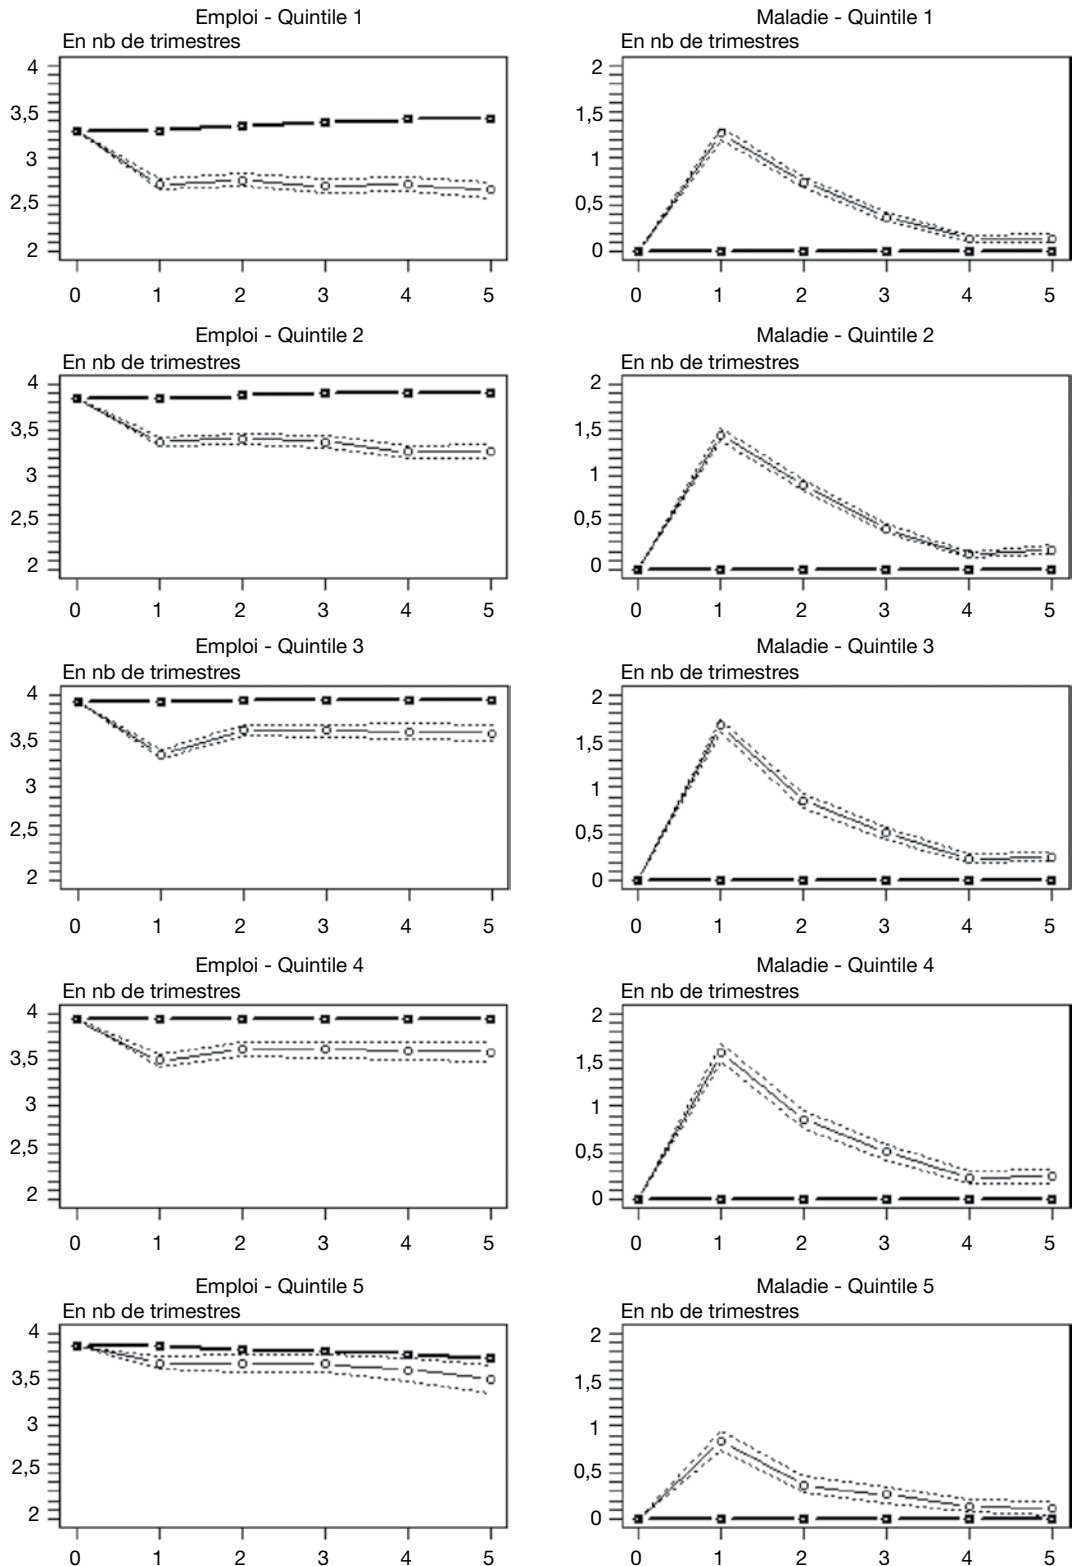 Emploi - Quintile 1
En nb de trimestres
4
3,5
3
2,5
2
0 1 2 3 4 5
Maladie - Quintile 1
En nb de trimestres
2
1,5
1
0,5
0
0 1 2 3 4 5
Emploi - Quintile 2
En nb de trimestres
4
3,5
3
2,5
2
0 1 2 3 4 5
Maladie - Quintile 2
En nb de trimestres
2
1,5
1
0,5
0
0 1 2 3 4 5
Emploi - Quintile 3
En nb de trimestres
4
3,5
3
2,5
2
0 1 2 3 4 5
Maladie - Quintile 3
En nb de trimestres
2
1,5
1
0,5
0
0 1 2 3 4 5
Emploi - Quintile 4
En nb de trimestres
4
3,5
3
2,5
2
0 1 2 3 4 5
Maladie - Quintile 4
En nb de trimestres
2
1,5
1
0,5
0
0 1 2 3 4 5
Emploi - Quintile 5
En nb de trimestres
4
3,5
3
2,5
2
0 1 2 3 4 5
Maladie - Quintile 5
En nb de trimestres
2
1,5
1
0,5
0
0 1 2 3 4 5